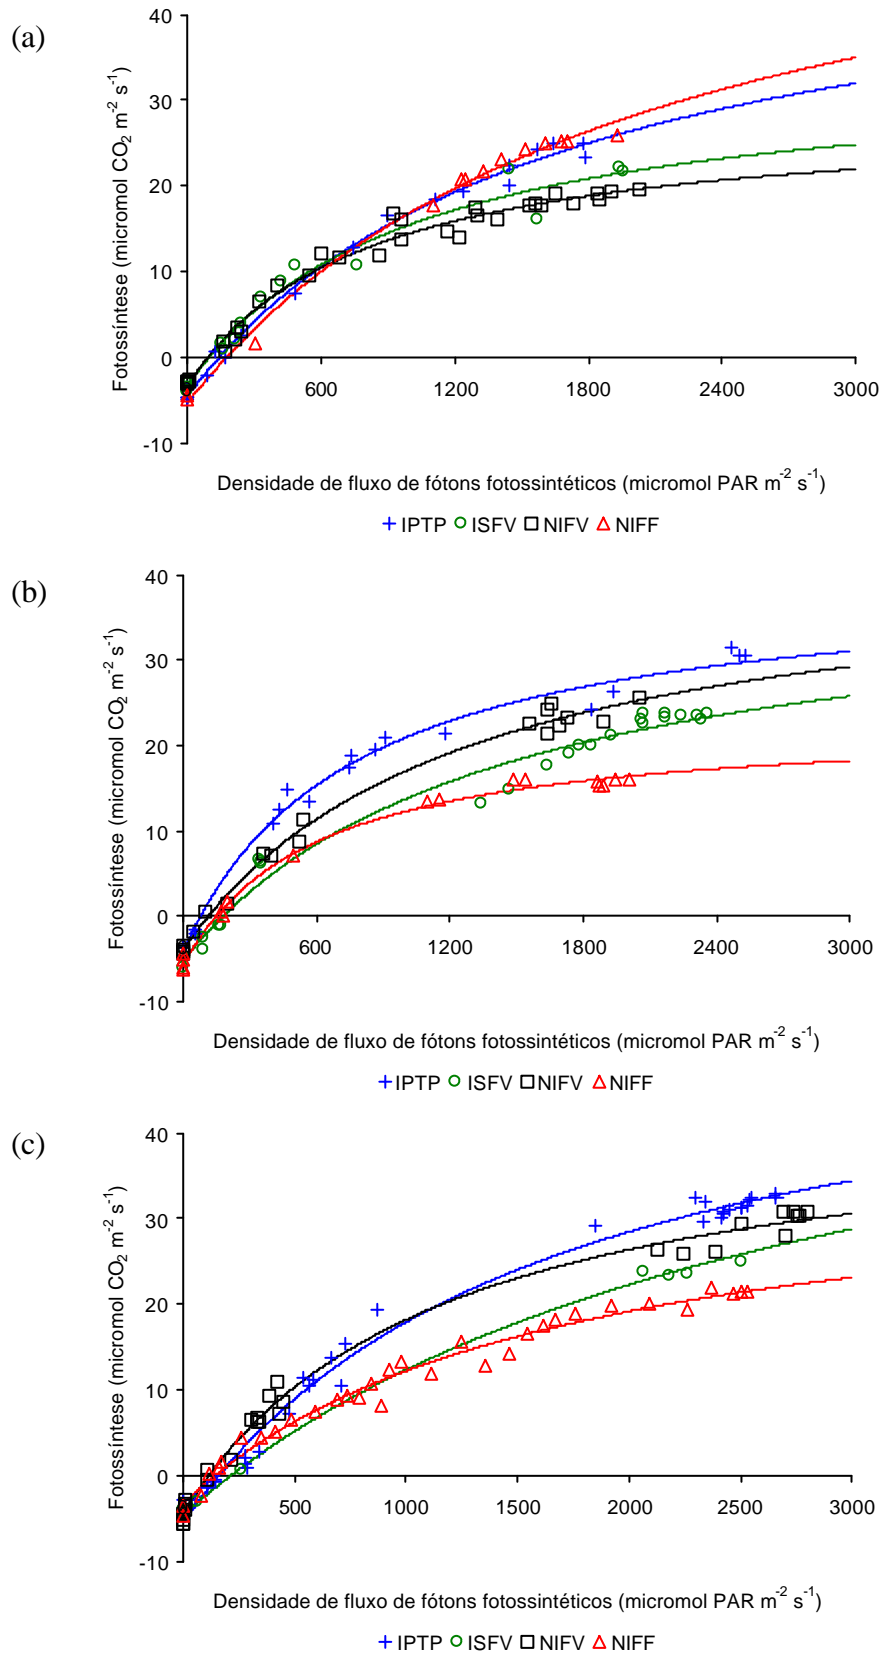 (a)
40
30
20
10
0
-10
600 1200 1800 2400 3000
Fotossíntese (micromol CO2 m-2 s-1)
Densidade de fluxo de fótons fotossintéticos (micromol PAR m-2 s-1)
IPTP ISFV NIFV NIFF
(b)
40
30
20
10
0
-10
600 1200 1800 2400 3000
Fotossíntese (micromol CO2 m-2 s-1)
Densidade de fluxo de fótons fotossintéticos (micromol PAR m-2 s-1)
IPTP ISFV NIFV NIFF
(c)
40
30
20
10
0
-10
500 1000 1500 2000 2500 3000
Fotossíntese (micromol CO2 m-2 s-1)
Densidade de fluxo de fótons fotossintéticos (micromol PAR m-2 s-1)
IPTP ISFV NIFV NIFF